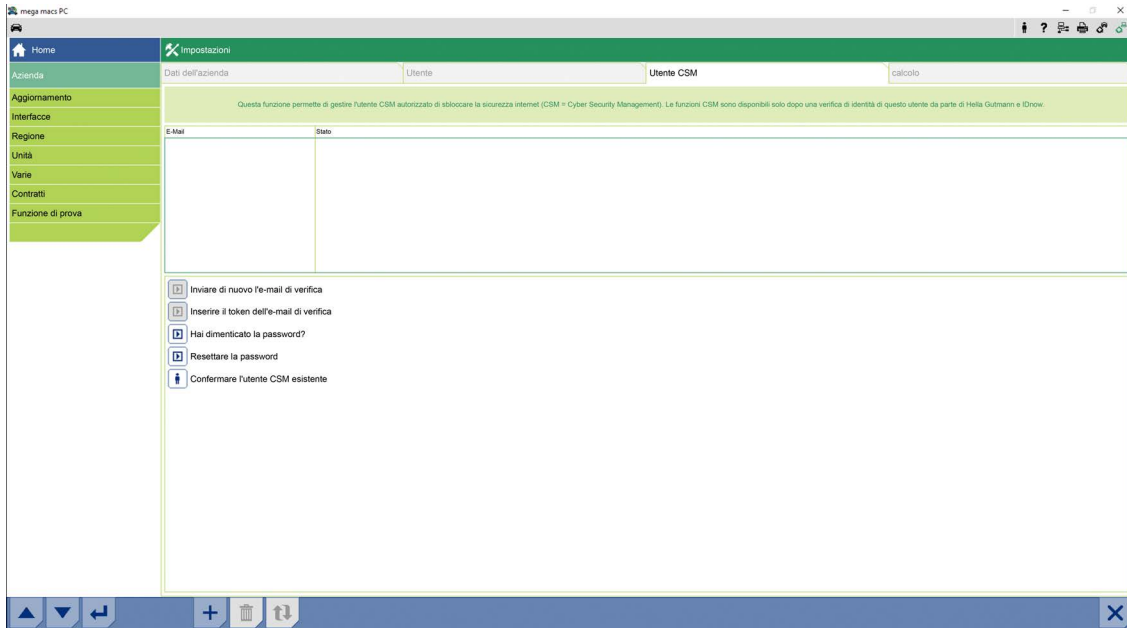 mega macs PC
Home
Impostazioni
Azienda
Dati dell'azienda
Utente
Utente CSM
calcolo
Aggiornamento
Interfacce
Regione
Unità
Varie
Contratti
Funzione di prova
Questa funzione permette di gestire l'utente CSM autorizzato di sbloccare la sicurezza internet (CSM = Cyber Security Management). Le funzioni CSM sono disponibili solo dopo una verifica di identità di questo utente da parte di Hella Gutmann e IDnow.
E-Mail
Stato
Inviare di nuovo l'e-mail di verifica
Inserire il token dell'e-mail di verifica
Hai dimenticato la password?
Resettare la password
Confermare l'utente CSM esistente